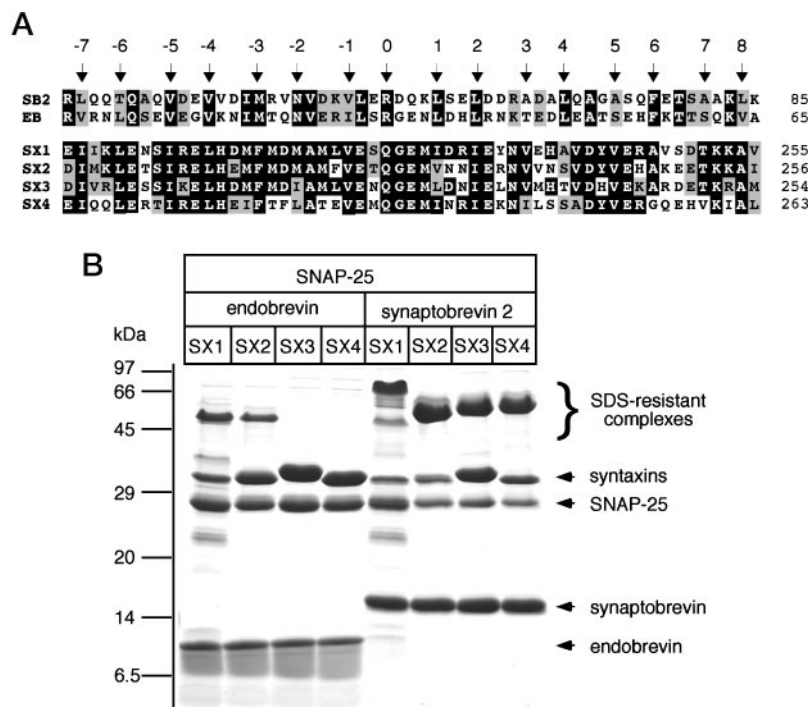 A
-7 -6 -5 -4 -3 -2 -1 0 1 2 3 4 5 6 7 8
SB2 RLQQTQAQVDEVVDIMRVNVDKVLERDQKLSELDDRADALQAGASQFETSAAKLK 85
EB RVRNLQSEVEGVKNIMTQNVERILSRGENLDHLRNKTEDLEATSEHFKTTSQKVA 65
SX1 EIIKLENSIRELHDMFMDMAMLVESQGEMIDRIEYNVEHAVDYVERAVSDTKKAV 255
SX2 DIMKLETSIRELHEMFMDMAMFVETQGEMVNNIERNVVNSVDYVEHAKEETKKAI 256
SX3 DIVRLESSIKELHDMFMDIAMLVENQGEMLDNIELNVMHTVDHVEKARDETKRAM 254
SX4 EIQQLERTIRELHEIFTFLATEVEMQGEMINRIEKNILSSADYVERGQEHVKIAL 263
B
SNAP-25
endobrevin synaptobrevin 2
kDa SX1 SX2 SX3 SX4 SX1 SX2 SX3 SX4
97
66
45
29
20
14
6.5
SDS-resistant
complexes
syntaxins
SNAP-25
synaptobrevin
endobrevin